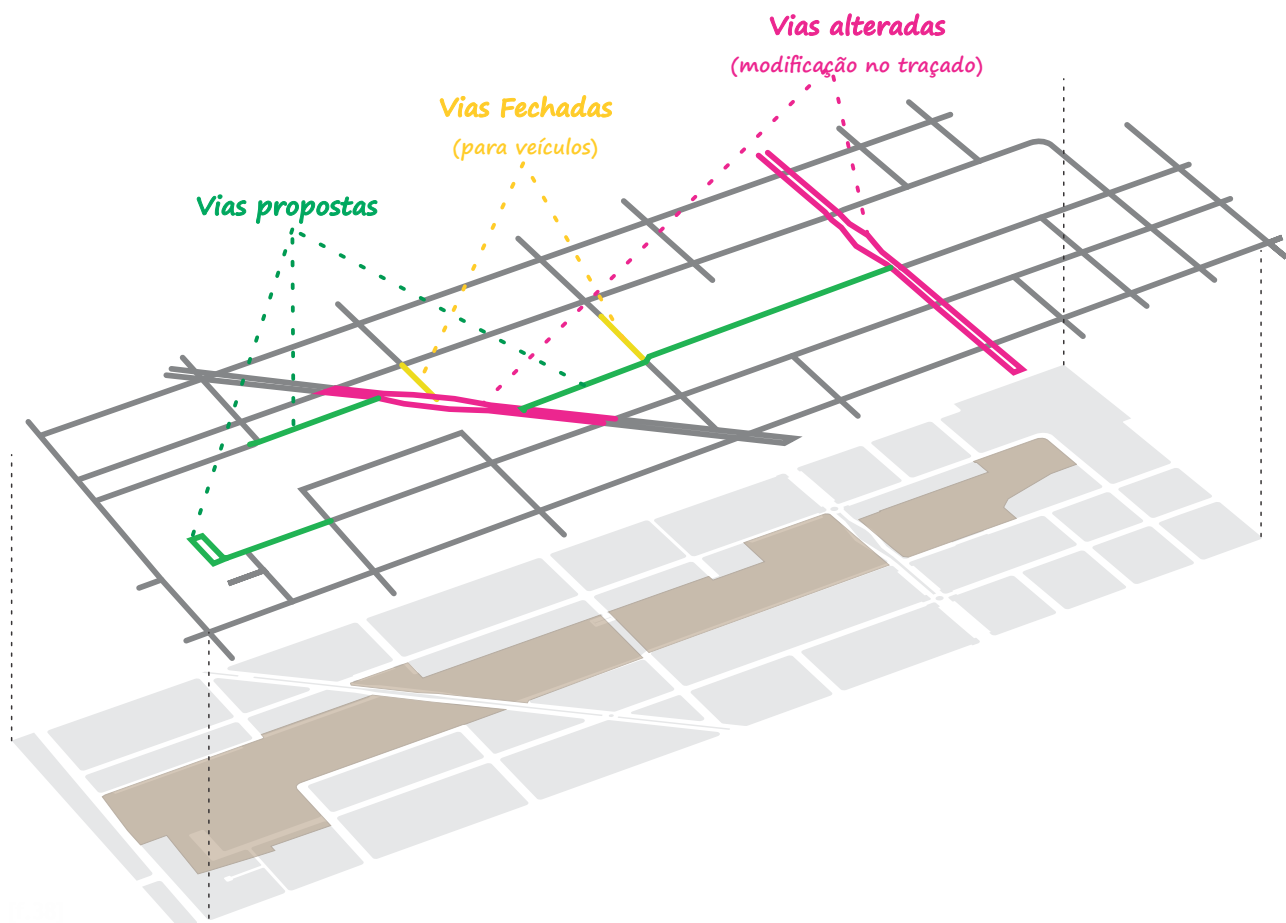 Vias alteradas
(modificação no traçado)
Vias Fechadas
(para veículos)
Vias propostas